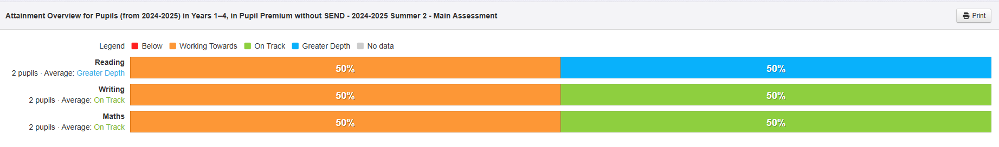 Attainment Overview for Pupils (from 2024-2025) in Years 1–4, in Pupil Premium without SEND - 2024-2025 Summer 2 - Main Assessment
Print
Legend Below Working Towards On Track Greater Depth No data
Reading
2 pupils · Average: Greater Depth
50% 50%
Writing
2 pupils · Average: On Track
50% 50%
Maths
2 pupils · Average: On Track
50% 50%